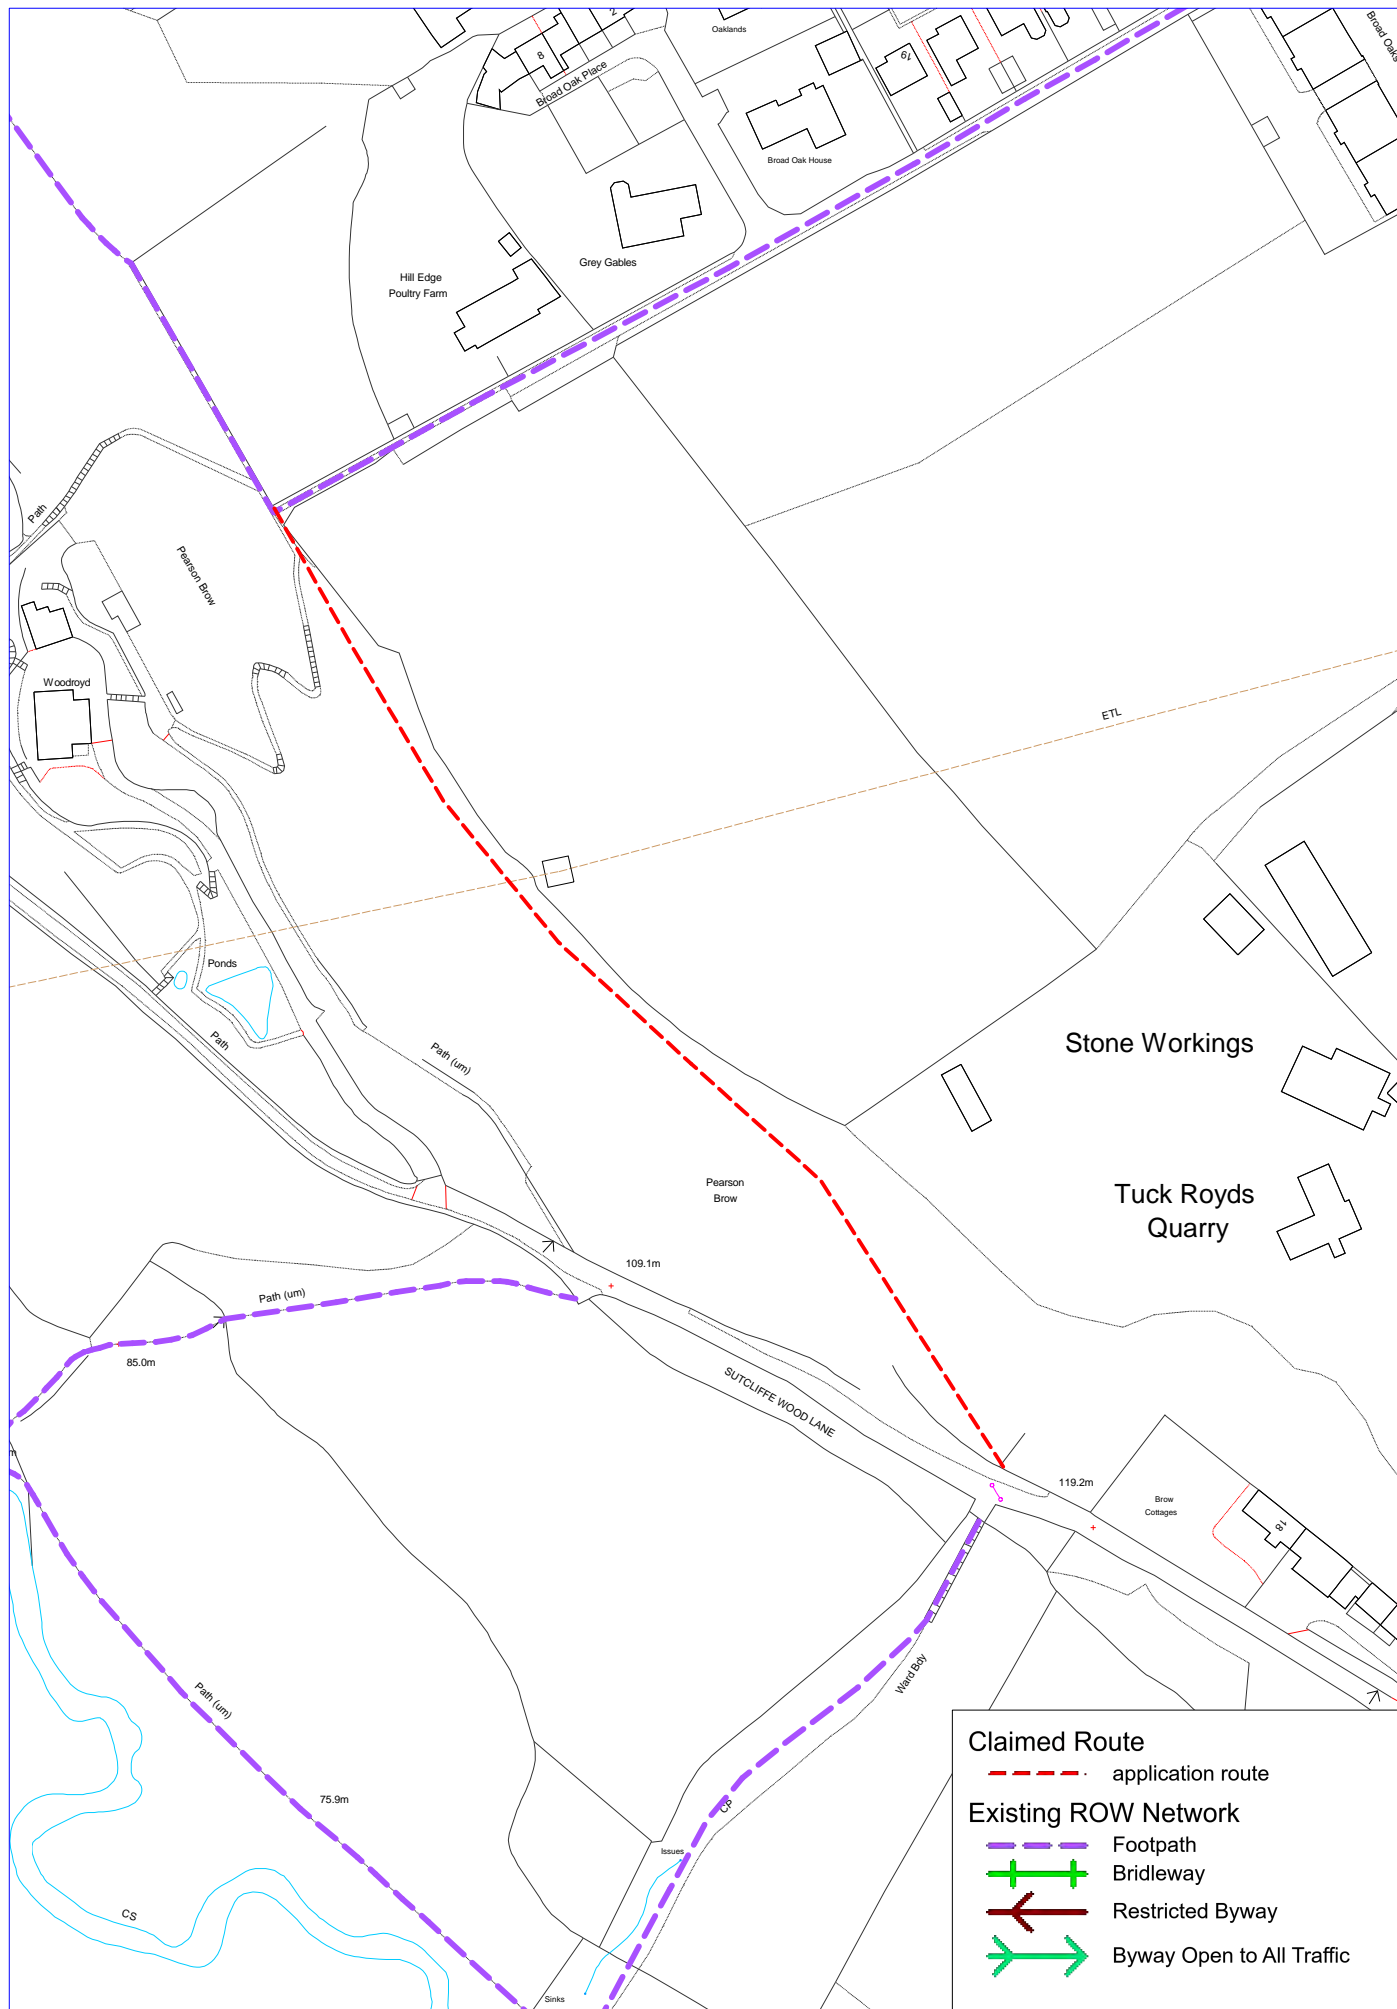 Oaklands
Broad Oaks
2
8
19
Broad Oak Place
Broad Oak House
Grey Gables
Hill Edge
Poultry Farm
Path
Pearson Brow
Woodroyd
ETL
Ponds
Path
Path (um)
Stone Workings
Pearson
Brow
Tuck Royds
Quarry
109.1m
Path (um)
85.0m
SUTCLIFFE WOOD LANE
m
119.2m
Brow
Cottages
18
Ward Bdy
Path (um)
75.9m
CP
Issues
CS
Sinks
Claimed Route
application route
Existing ROW Network
Footpath
Bridleway
Restricted Byway
Byway Open to All Traffic